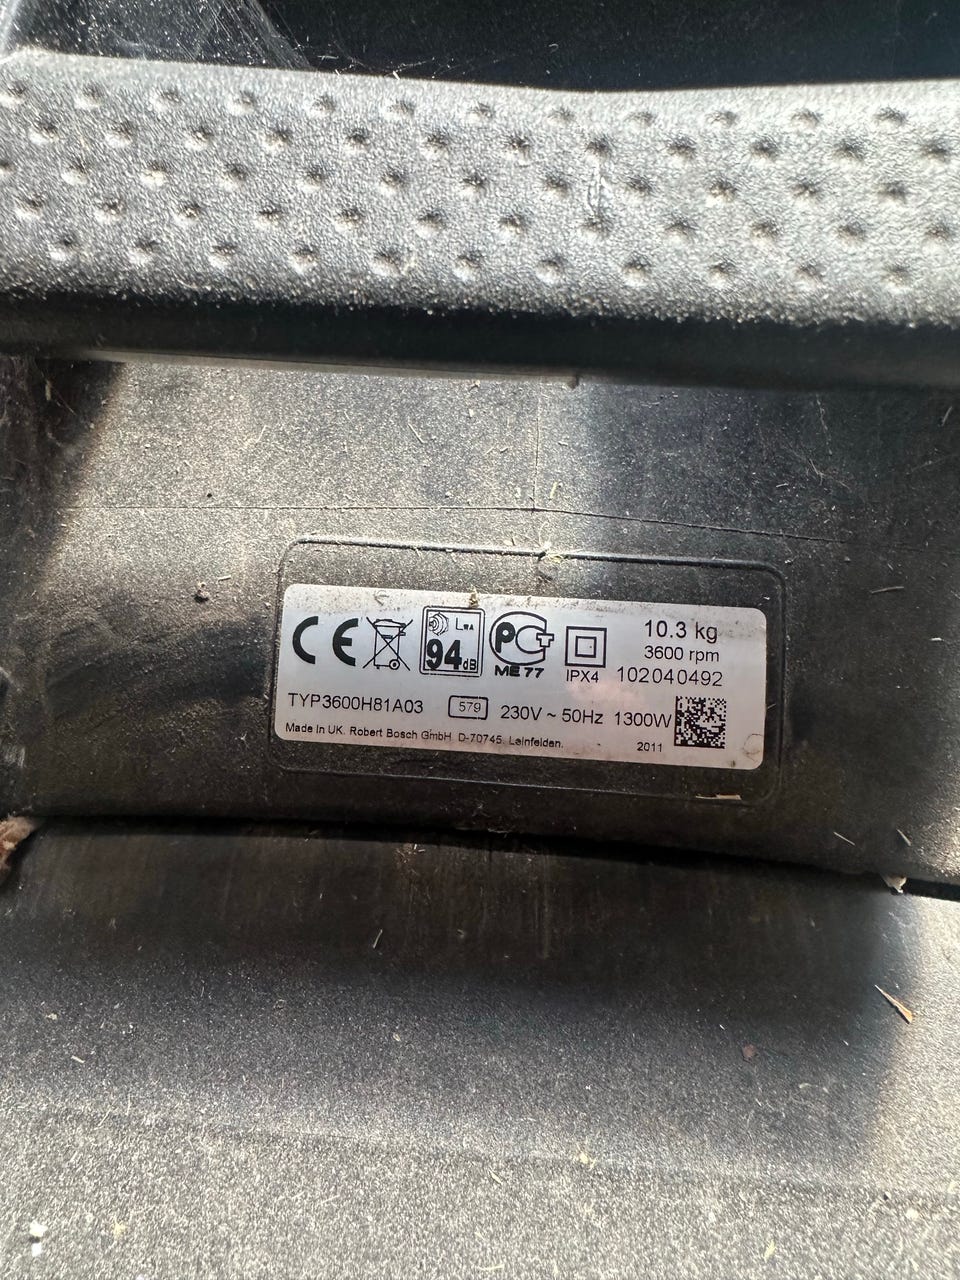 CE
LWA
94dB
PCT
ME77
IPX4
10.3 kg
3600 rpm
102040492
TYP3600H81A03 579 230V ~ 50Hz 1300W
Made in UK. Robert Bosch GmbH D-70745. Leinfelden. 2011